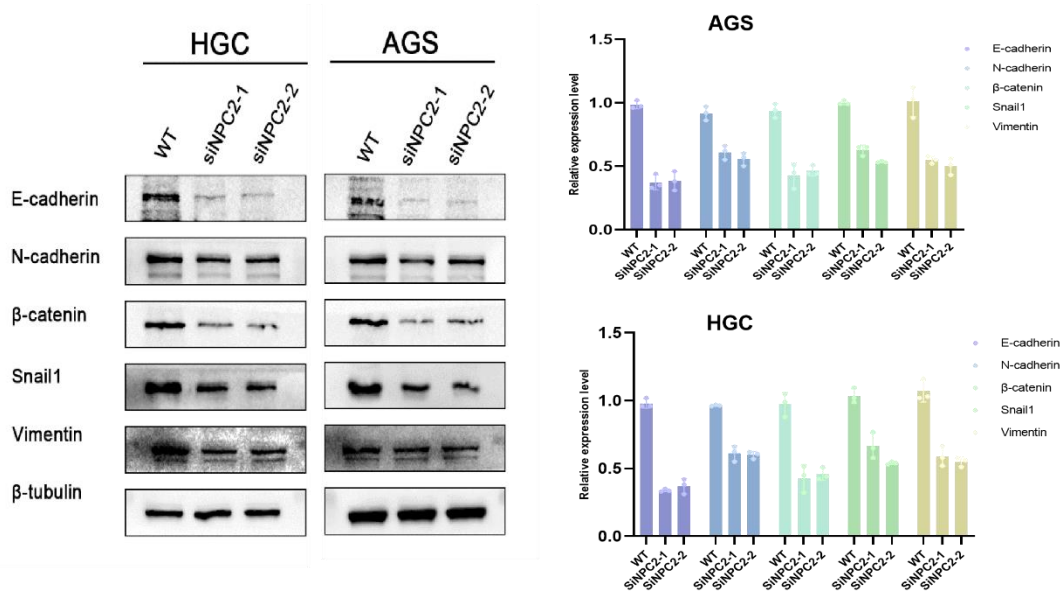 HGC
AGS
WT
siNPC2-1
siNPC2-2
WT
siNPC2-1
siNPC2-2
E-cadherin
N-cadherin
β-catenin
Snail1
Vimentin
β-tubulin
AGS
Relative expression level
1.5
1.0
0.5
0.0
WT
SiNPC2-1
SiNPC2-2
WT
SiNPC2-1
SiNPC2-2
WT
SiNPC2-1
SiNPC2-2
WT
SiNPC2-1
SiNPC2-2
WT
SiNPC2-1
SiNPC2-2
E-cadherin
N-cadherin
β-catenin
Snail1
Vimentin
HGC
Relative expression level
1.5
1.0
0.5
0.0
WT
SiNPC2-1
SiNPC2-2
WT
SiNPC2-1
SiNPC2-2
WT
SiNPC2-1
SiNPC2-2
WT
SiNPC2-1
SiNPC2-2
WT
SiNPC2-1
SiNPC2-2
E-cadherin
N-cadherin
β-catenin
Snail1
Vimentin